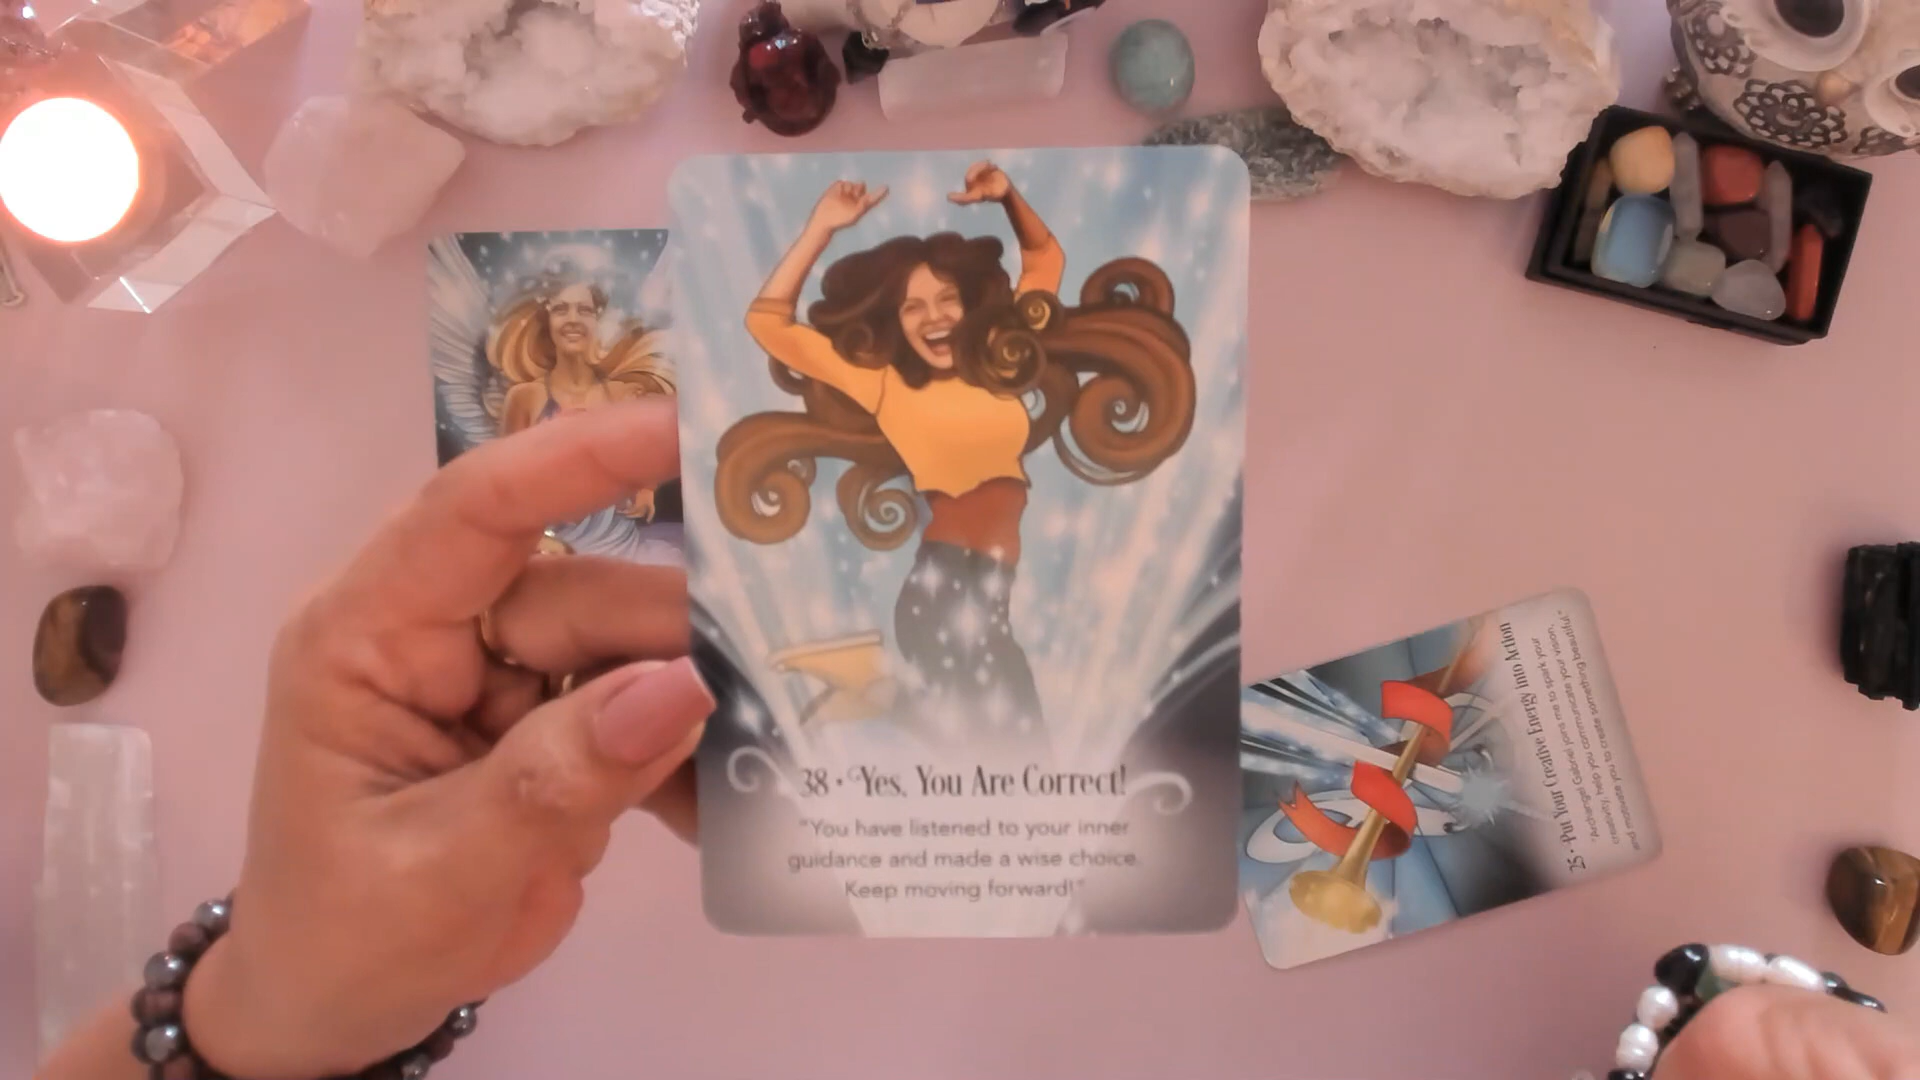 38 • Yes, You Are Correct!
"You have listened to your inner
guidance and made a wise choice.
Keep moving forward!"
25 • Put Your Creative Energy into Action
"Archangel Gabriel joins me to spark your
creativity, help you communicate your vision,
and motivate you to create something beautiful."